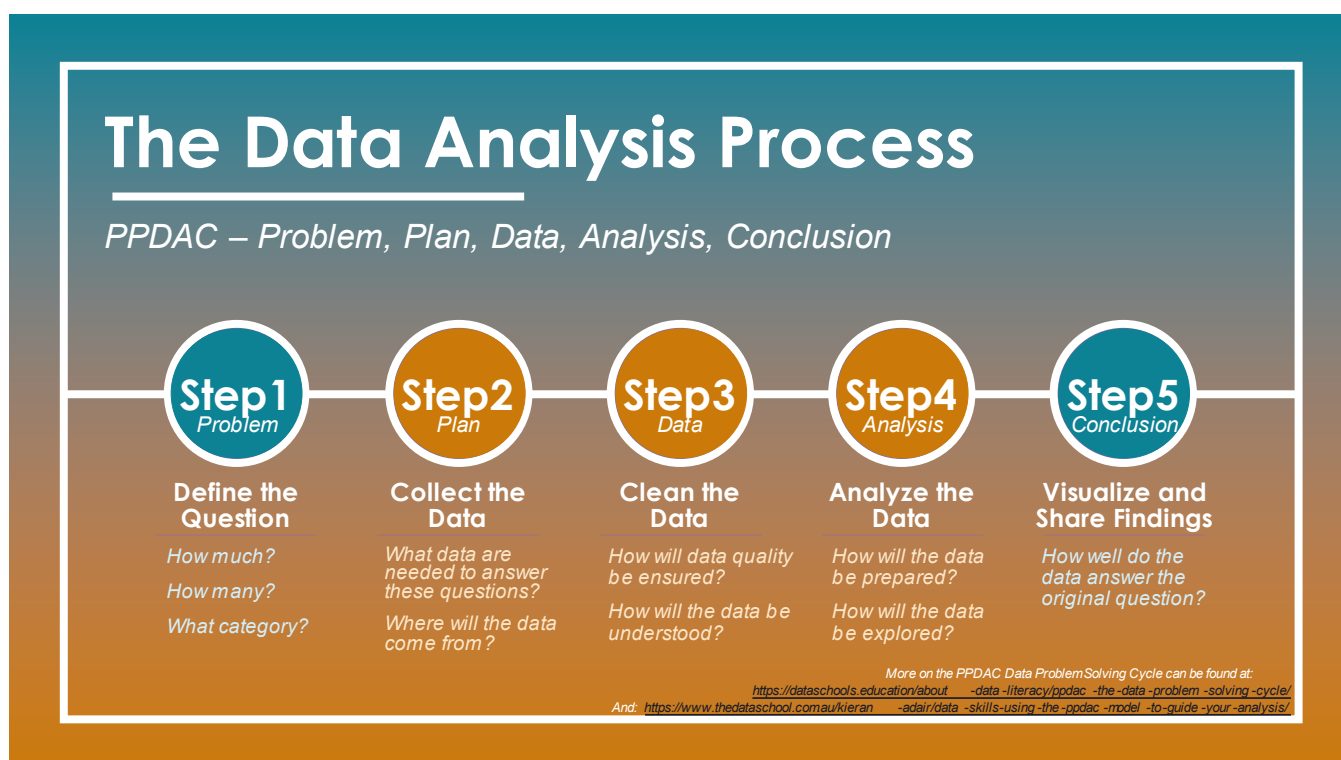 The Data Analysis Process
PPDAC – Problem, Plan, Data, Analysis, Conclusion
Step1
Problem
Define the
Question
How much?
How many?
What category?
Step2
Plan
Collect the
Data
What data are
needed to answer
these questions?
Where will the data
come from?
Step3
Data
Clean the
Data
How will data quality
be ensured?
How will the data be
understood?
Step4
Analysis
Analyze the
Data
How will the data
be prepared?
How will the data
be explored?
Step5
Conclusion
Visualize and
Share Findings
How well do the
data answer the
original question?
More on the PPDAC Data Problem Solving Cycle can be found at:
https://dataschools.education/about -data -literacy/ppdac -the -data -problem -solving -cycle/
And: https://www.thedataschool.com.au/kieran -adair/data -skills-using -the -ppdac -model -to-guide -your -analysis/